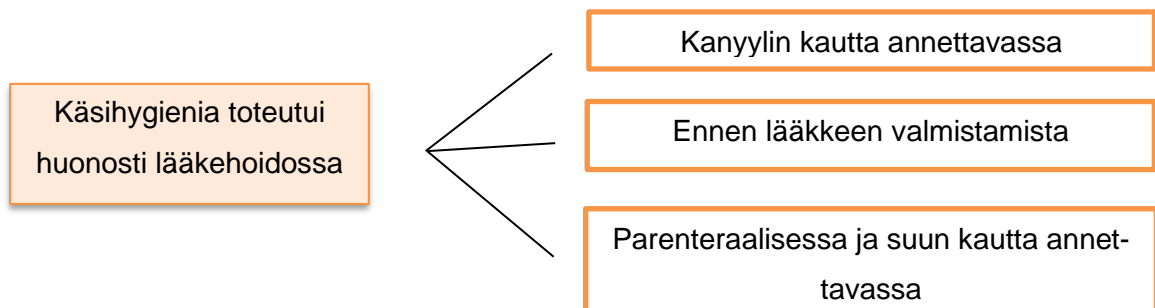 Käsihygienia toteutui
huonosti lääkehoidossa
Kanyylin kautta annettavassa
Ennen lääkkeen valmistamista
Parenteraalisessa ja suun kautta annet-
tavassa